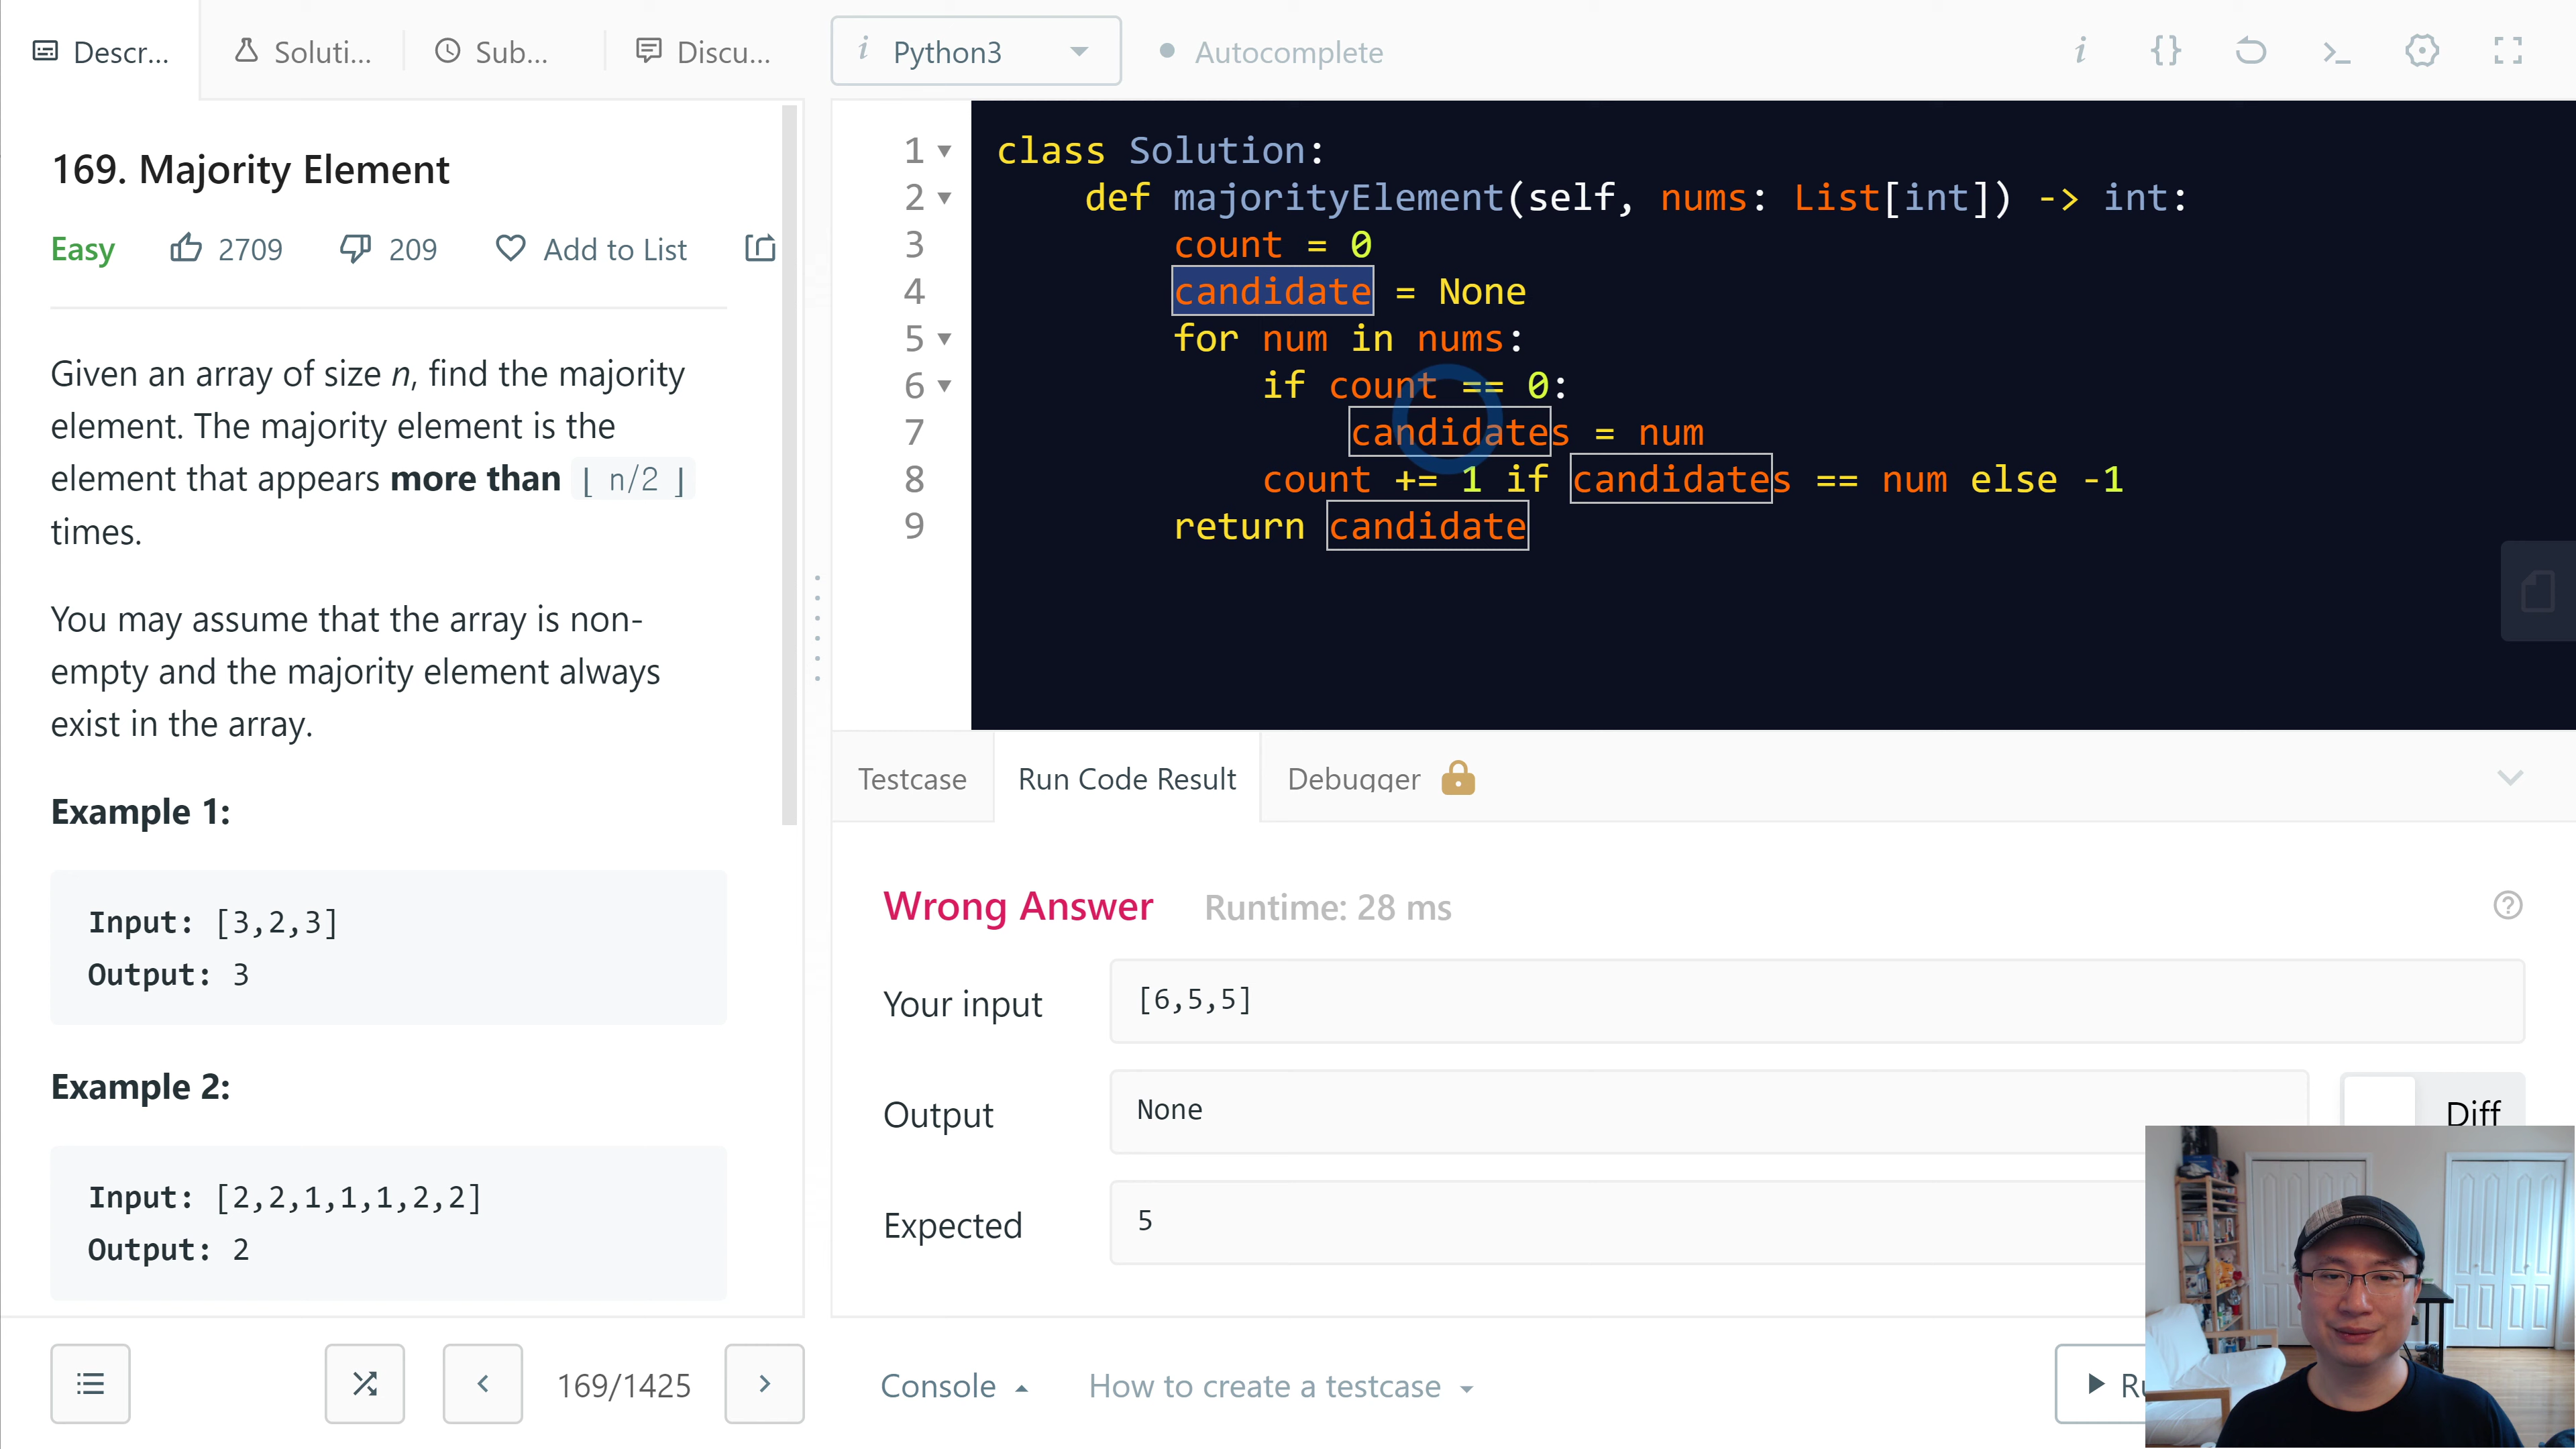 Descr...
Soluti...
Sub...
Discu...
i Python3
Autocomplete
i {} >_
169. Majority Element
Easy 2709 209 Add to List
Given an array of size n, find the majority
element. The majority element is the
element that appears more than ⌊ n/2 ⌋
times.
You may assume that the array is non-
empty and the majority element always
exist in the array.
Example 1:
Input: [3,2,3]
Output: 3
Example 2:
Input: [2,2,1,1,1,2,2]
Output: 2
169/1425
1 class Solution:
2 def majorityElement(self, nums: List[int]) -> int:
3 count = 0
4 candidate = None
5 for num in nums:
6 if count == 0:
7 candidates = num
8 count += 1 if candidates == num else -1
9 return candidate
Testcase
Run Code Result
Debugger
Wrong Answer Runtime: 28 ms
Your input [6,5,5]
Output None
Diff
Expected 5
Console
How to create a testcase